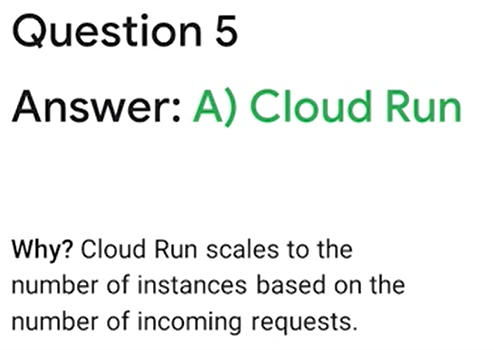 Question 5
Answer: A) Cloud Run
Why? Cloud Run scales to the
number of instances based on the
number of incoming requests.